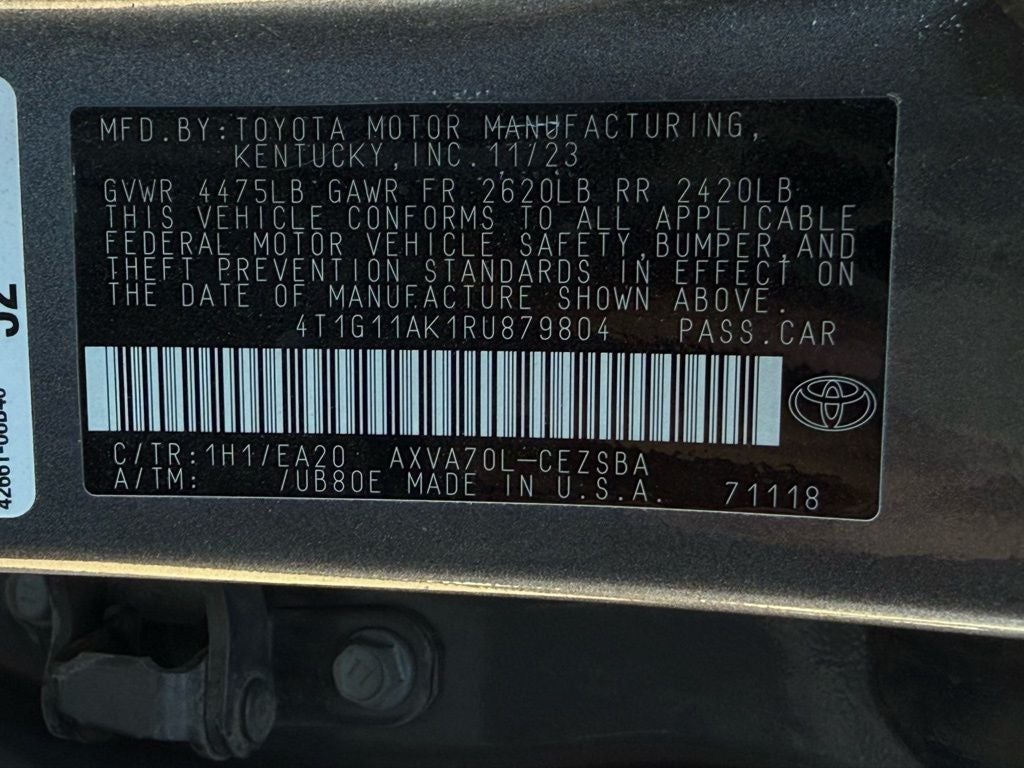 MFD.BY:TOYOTA MOTOR MANUFACTURING,
KENTUCKY,INC.11/23
GVWR 4475LB GAWR FR 2620LB RR 2420LB
THIS VEHICLE CONFORMS TO ALL APPLICABLE
FEDERAL MOTOR VEHICLE SAFETY,BUMPER,AND
THEFT PREVENTION STANDARDS IN EFFECT ON
THE DATE OF MANUFACTURE SHOWN ABOVE.
4T1G11AK1RU879804 PASS.CAR
C/TR:1H1/EA20 AXVA70L-CEZSBA
A/TM: /UB80E MADE IN U.S.A. 71118